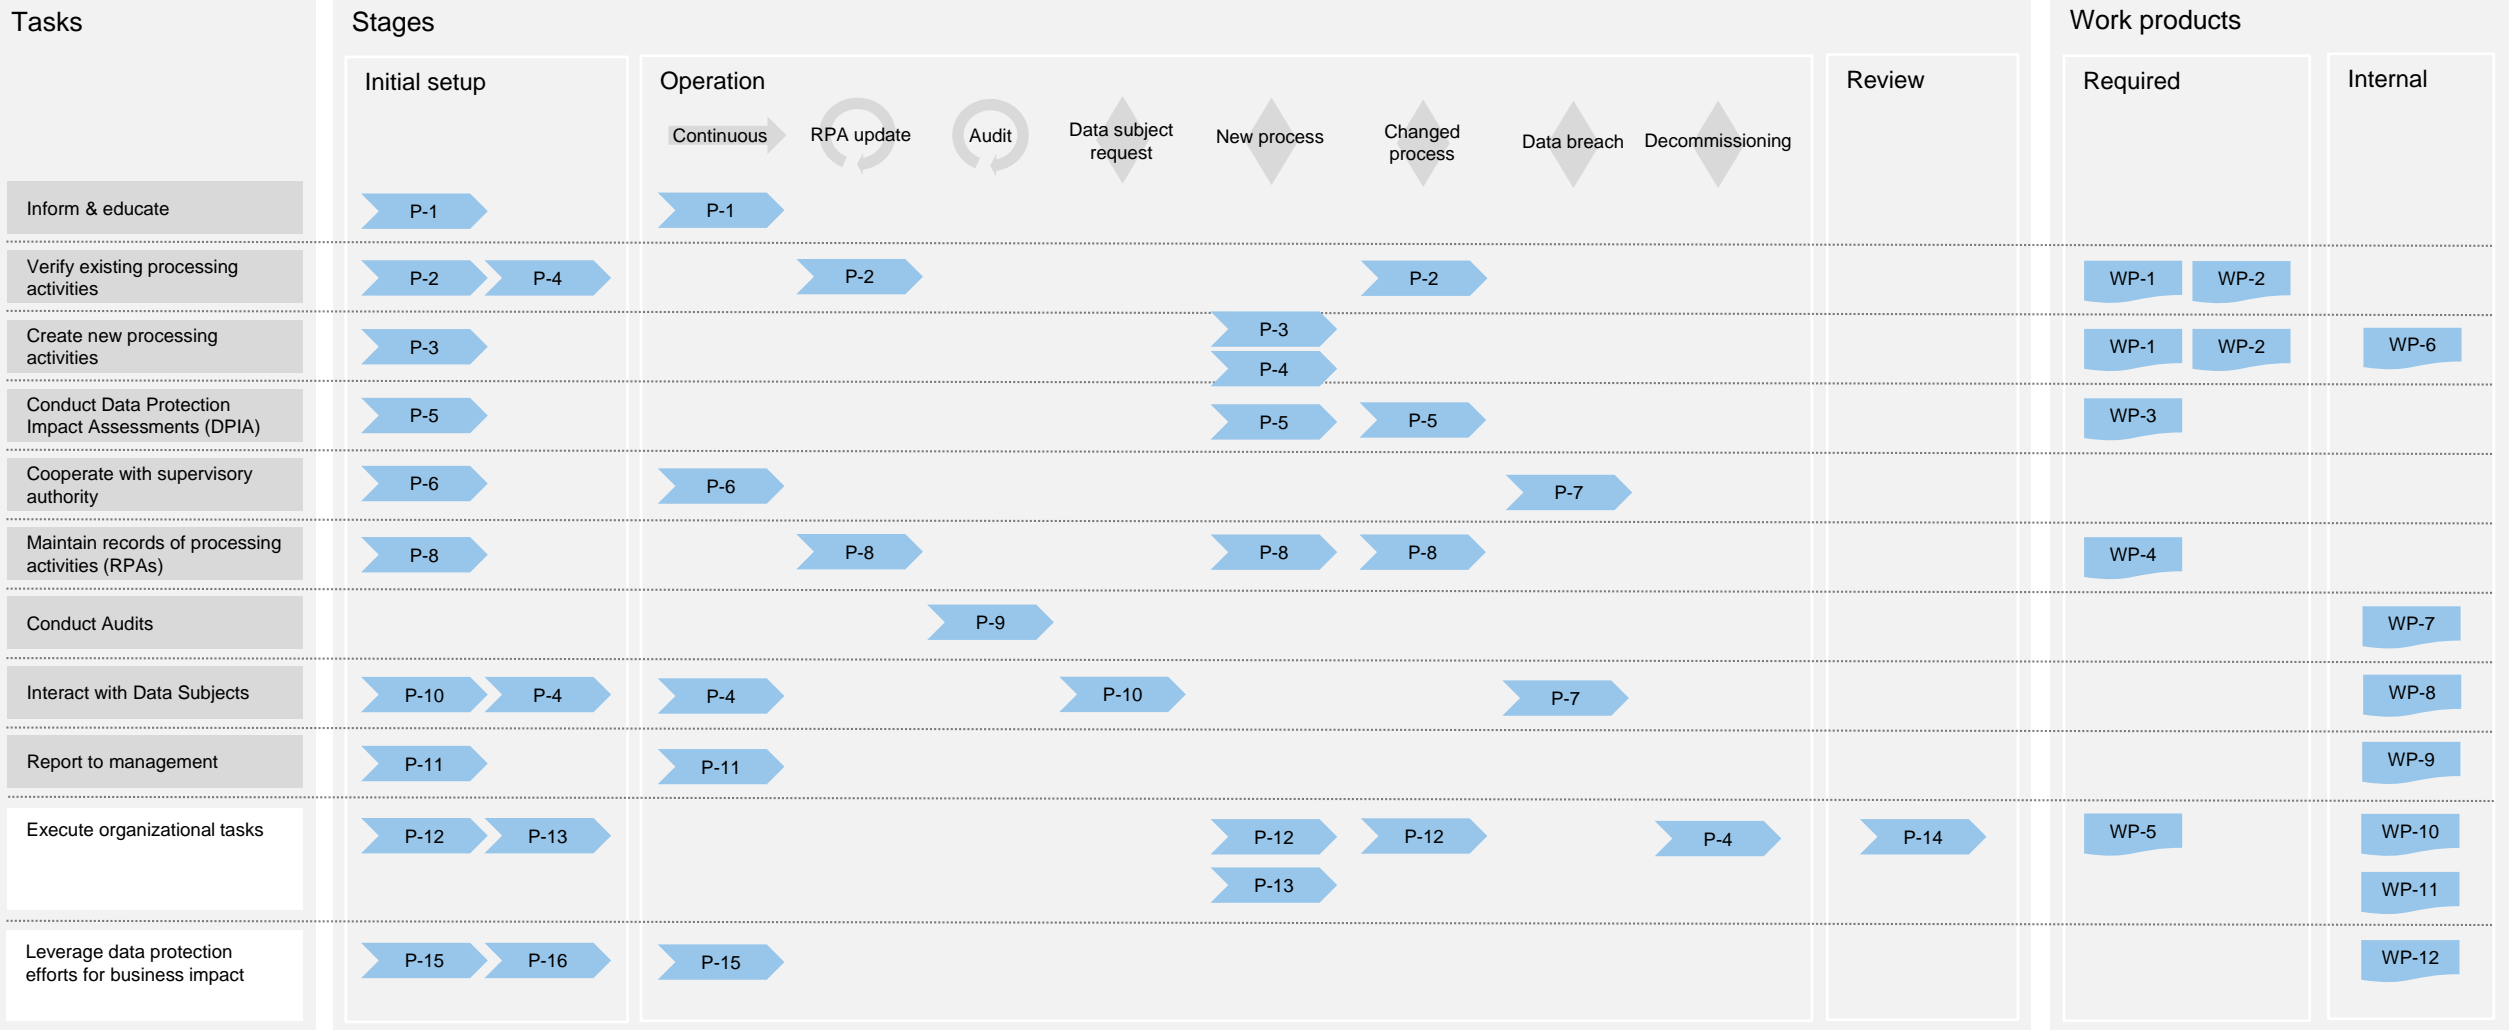 Tasks
Stages
Work products
Initial setup
Operation
Review
Required
Internal
Continuous
RPA update
Audit
Data subject
request
New process
Changed
process
Data breach
Decommissioning
Inform & educate
P-1
P-1
Verify existing processing
activities
P-2
P-4
P-2
P-2
WP-1
WP-2
Create new processing
activities
P-3
P-3
P-4
WP-1
WP-2
WP-6
Conduct Data Protection
Impact Assessments (DPIA)
P-5
P-5
P-5
WP-3
Cooperate with supervisory
authority
P-6
P-6
P-7
Maintain records of processing
activities (RPAs)
P-8
P-8
P-8
P-8
WP-4
Conduct Audits
P-9
WP-7
Interact with Data Subjects
P-10
P-4
P-4
P-10
P-7
WP-8
Report to management
P-11
P-11
WP-9
Execute organizational tasks
P-12
P-13
P-12
P-12
P-4
P-14
WP-5
WP-10
P-13
WP-11
Leverage data protection
efforts for business impact
P-15
P-16
P-15
WP-12